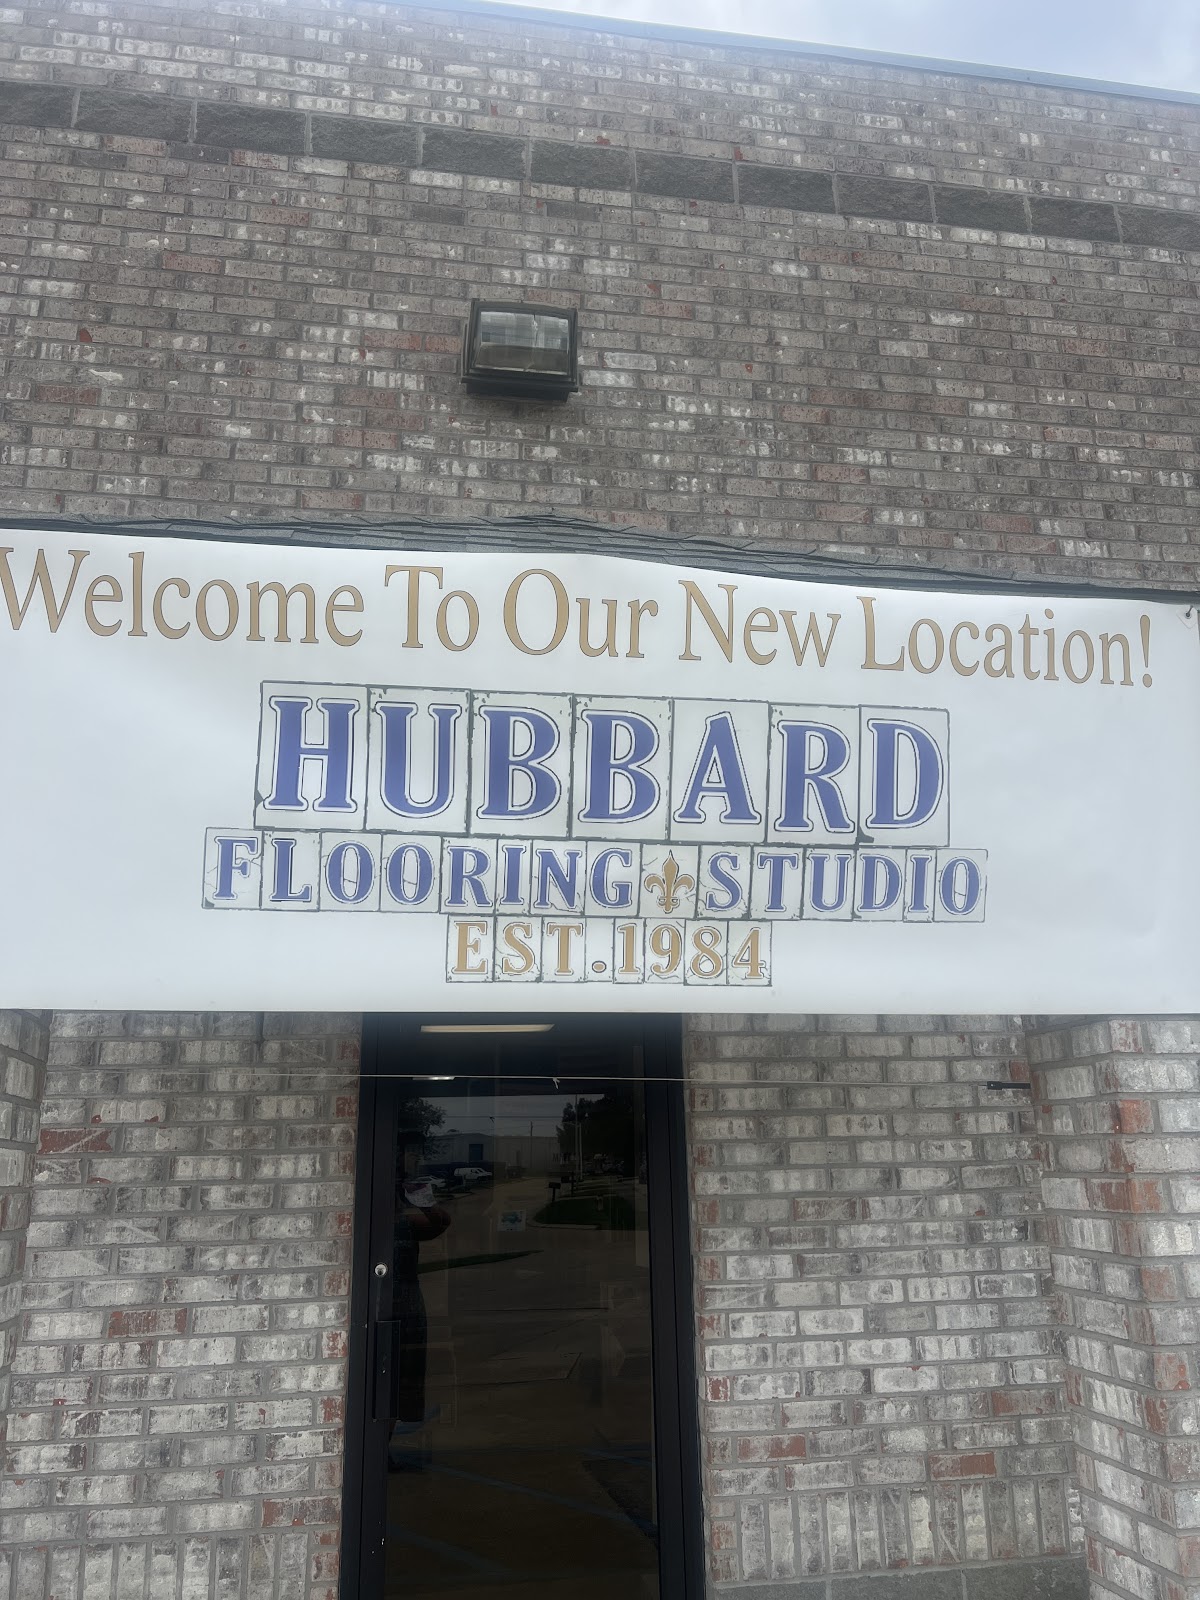 Welcome To Our New Location!
HUBBARD
FLOORING STUDIO
EST. 1984